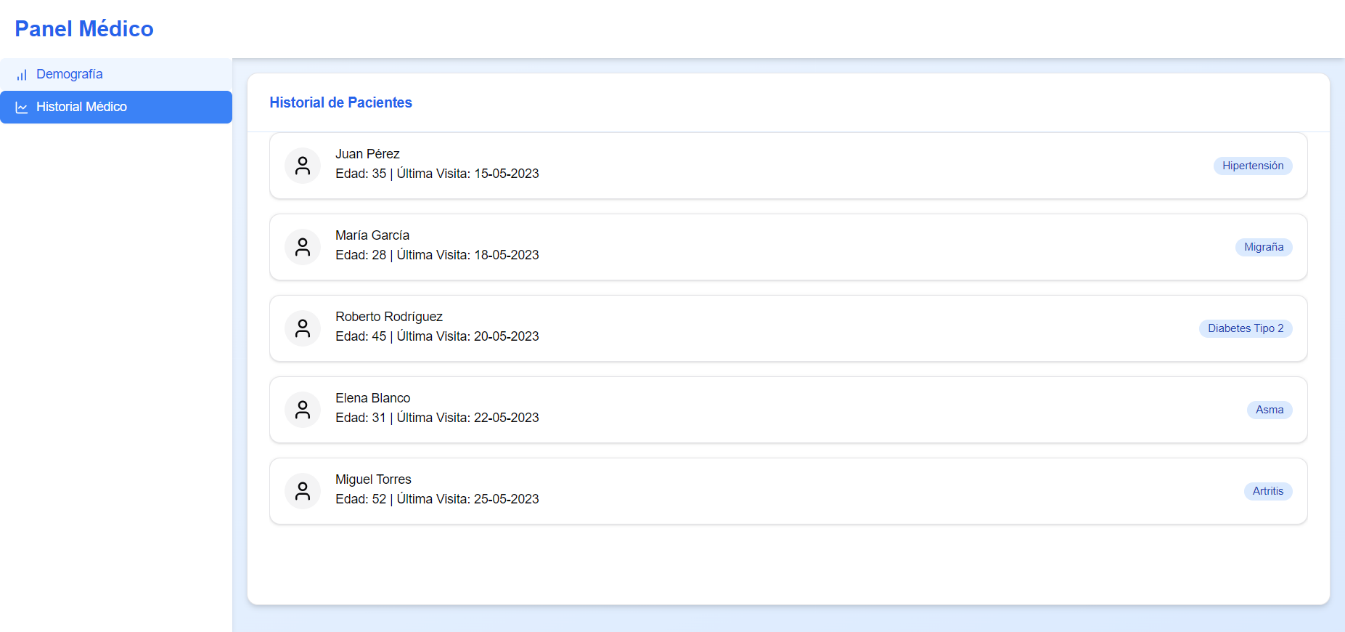 Panel Médico
Demografía
Historial Médico
Historial de Pacientes
Juan Pérez
Edad: 35 | Última Visita: 15-05-2023
Hipertensión
María García
Edad: 28 | Última Visita: 18-05-2023
Migraña
Roberto Rodríguez
Edad: 45 | Última Visita: 20-05-2023
Diabetes Tipo 2
Elena Blanco
Edad: 31 | Última Visita: 22-05-2023
Asma
Miguel Torres
Edad: 52 | Última Visita: 25-05-2023
Artritis